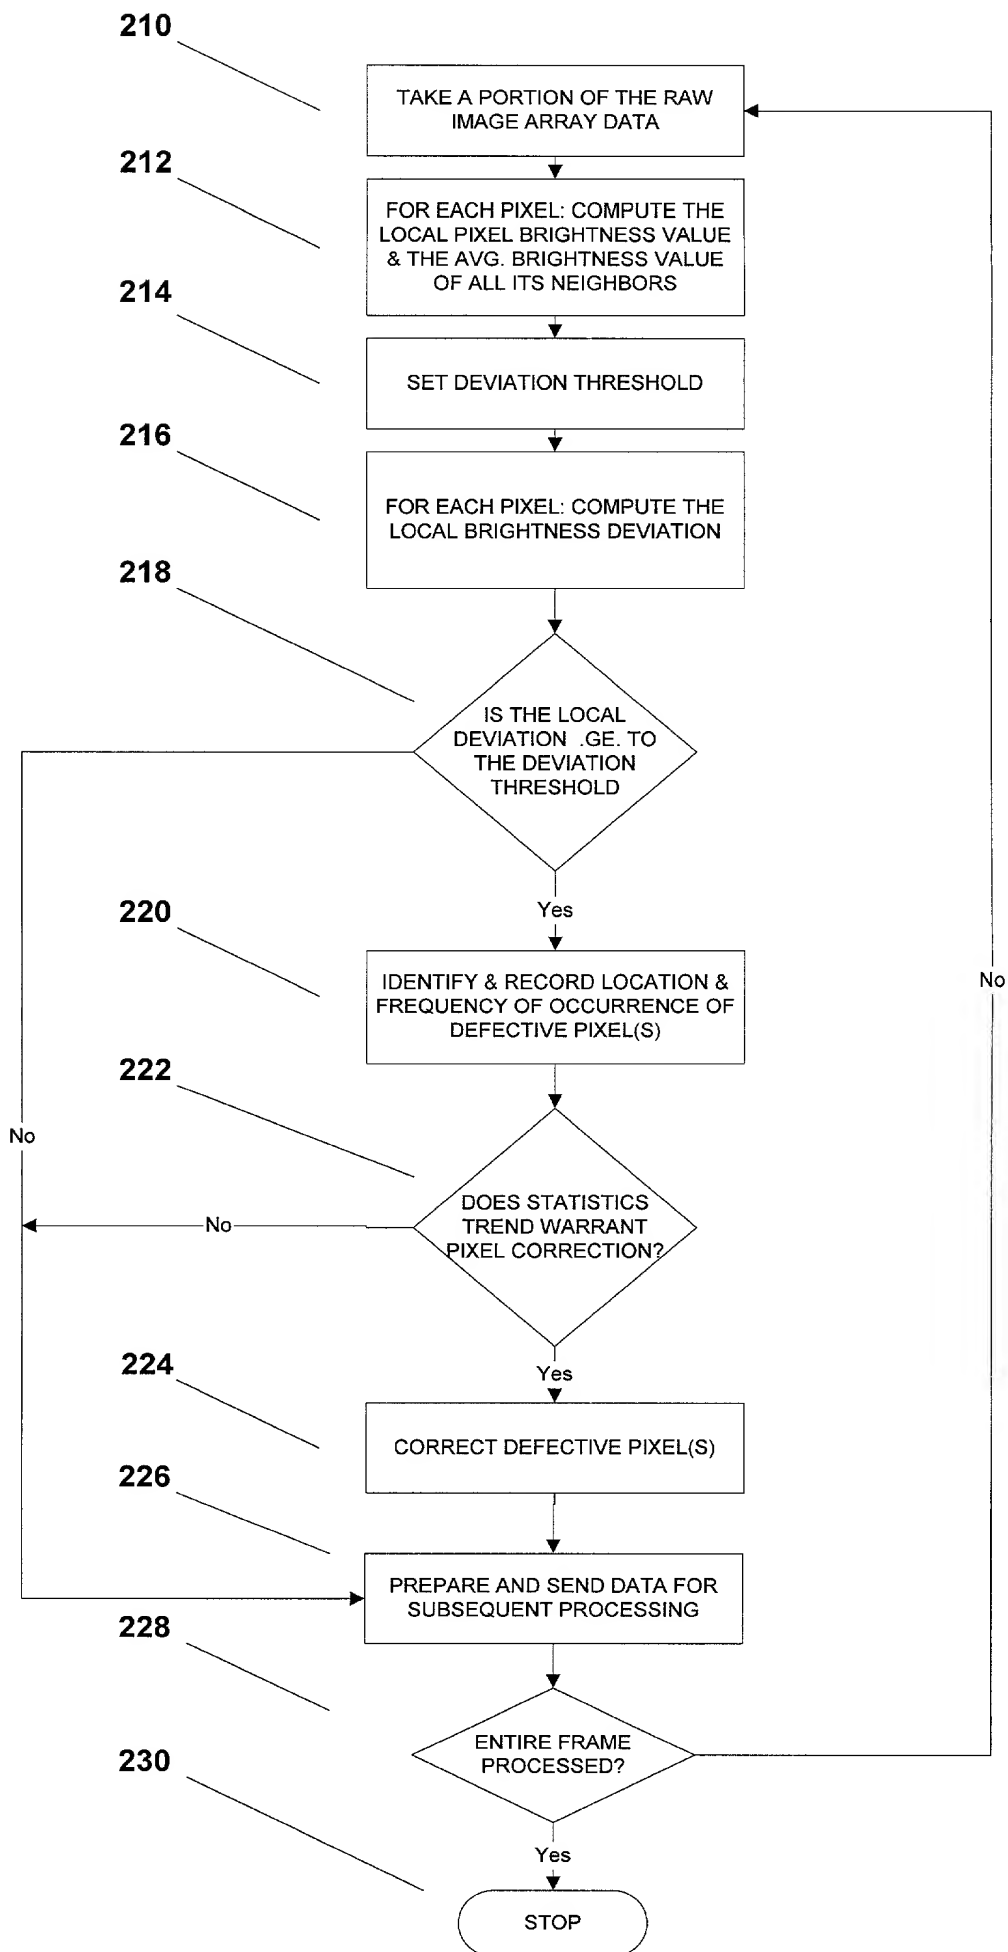 210
TAKE A PORTION OF THE RAW
IMAGE ARRAY DATA
212
FOR EACH PIXEL: COMPUTE THE
LOCAL PIXEL BRIGHTNESS VALUE
& THE AVG. BRIGHTNESS VALUE
OF ALL ITS NEIGHBORS
214
SET DEVIATION THRESHOLD
216
FOR EACH PIXEL: COMPUTE THE
LOCAL BRIGHTNESS DEVIATION
218
IS THE LOCAL
DEVIATION .GE. TO
THE DEVIATION
THRESHOLD
Yes
220
IDENTIFY & RECORD LOCATION &
FREQUENCY OF OCCURRENCE OF
DEFECTIVE PIXEL(S)
No
222
No
DOES STATISTICS
TREND WARRANT
PIXEL CORRECTION?
No
Yes
224
CORRECT DEFECTIVE PIXEL(S)
226
PREPARE AND SEND DATA FOR
SUBSEQUENT PROCESSING
228
ENTIRE FRAME
PROCESSED?
230
Yes
STOP